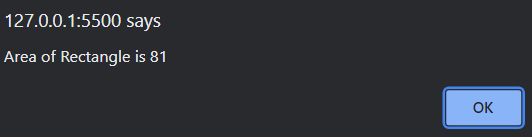 127.0.0.1:5500 says
Area of Rectangle is 81
OK